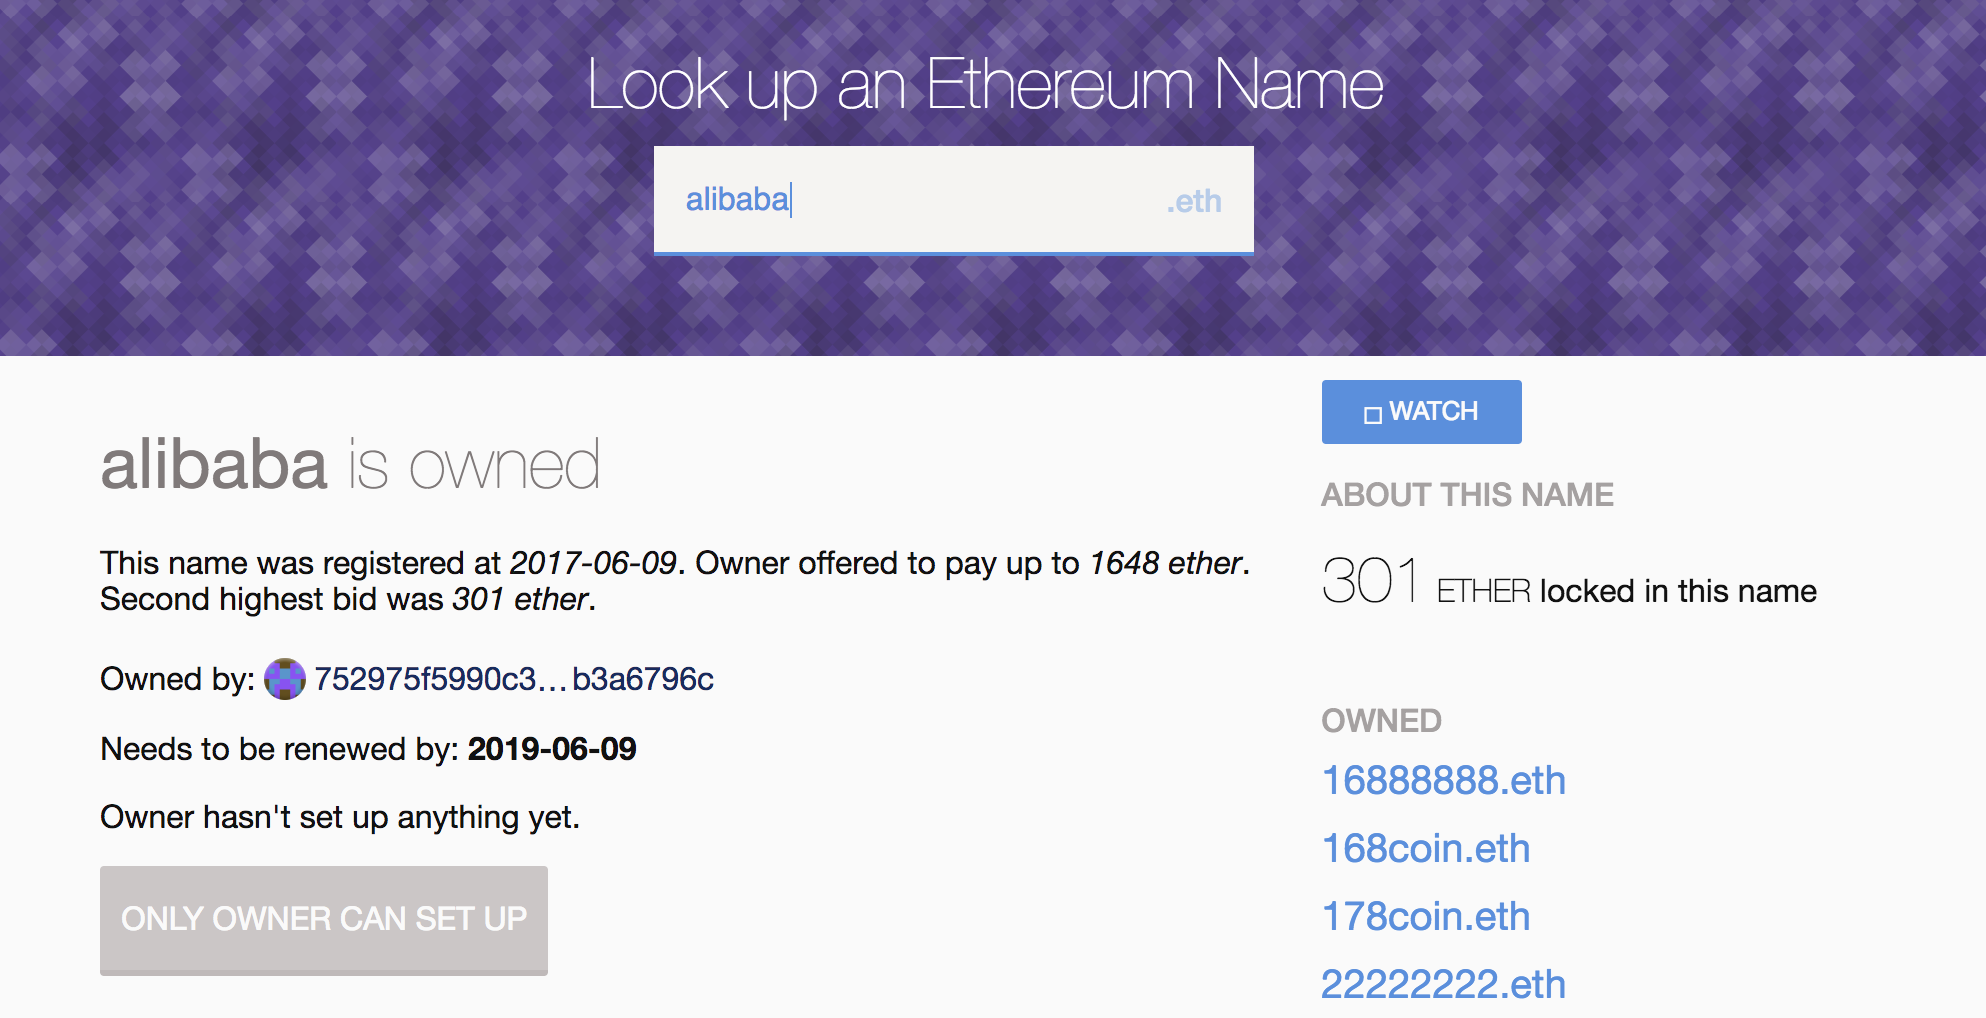 Look up an Ethereum Name
alibaba .eth
alibaba is owned
This name was registered at 2017-06-09. Owner offered to pay up to 1648 ether.
Second highest bid was 301 ether.
Owned by: 752975f5990c3...b3a6796c
Needs to be renewed by: 2019-06-09
Owner hasn't set up anything yet.
ONLY OWNER CAN SET UP
WATCH
ABOUT THIS NAME
301 ETHER locked in this name
OWNED
16888888.eth
168coin.eth
178coin.eth
22222222.eth